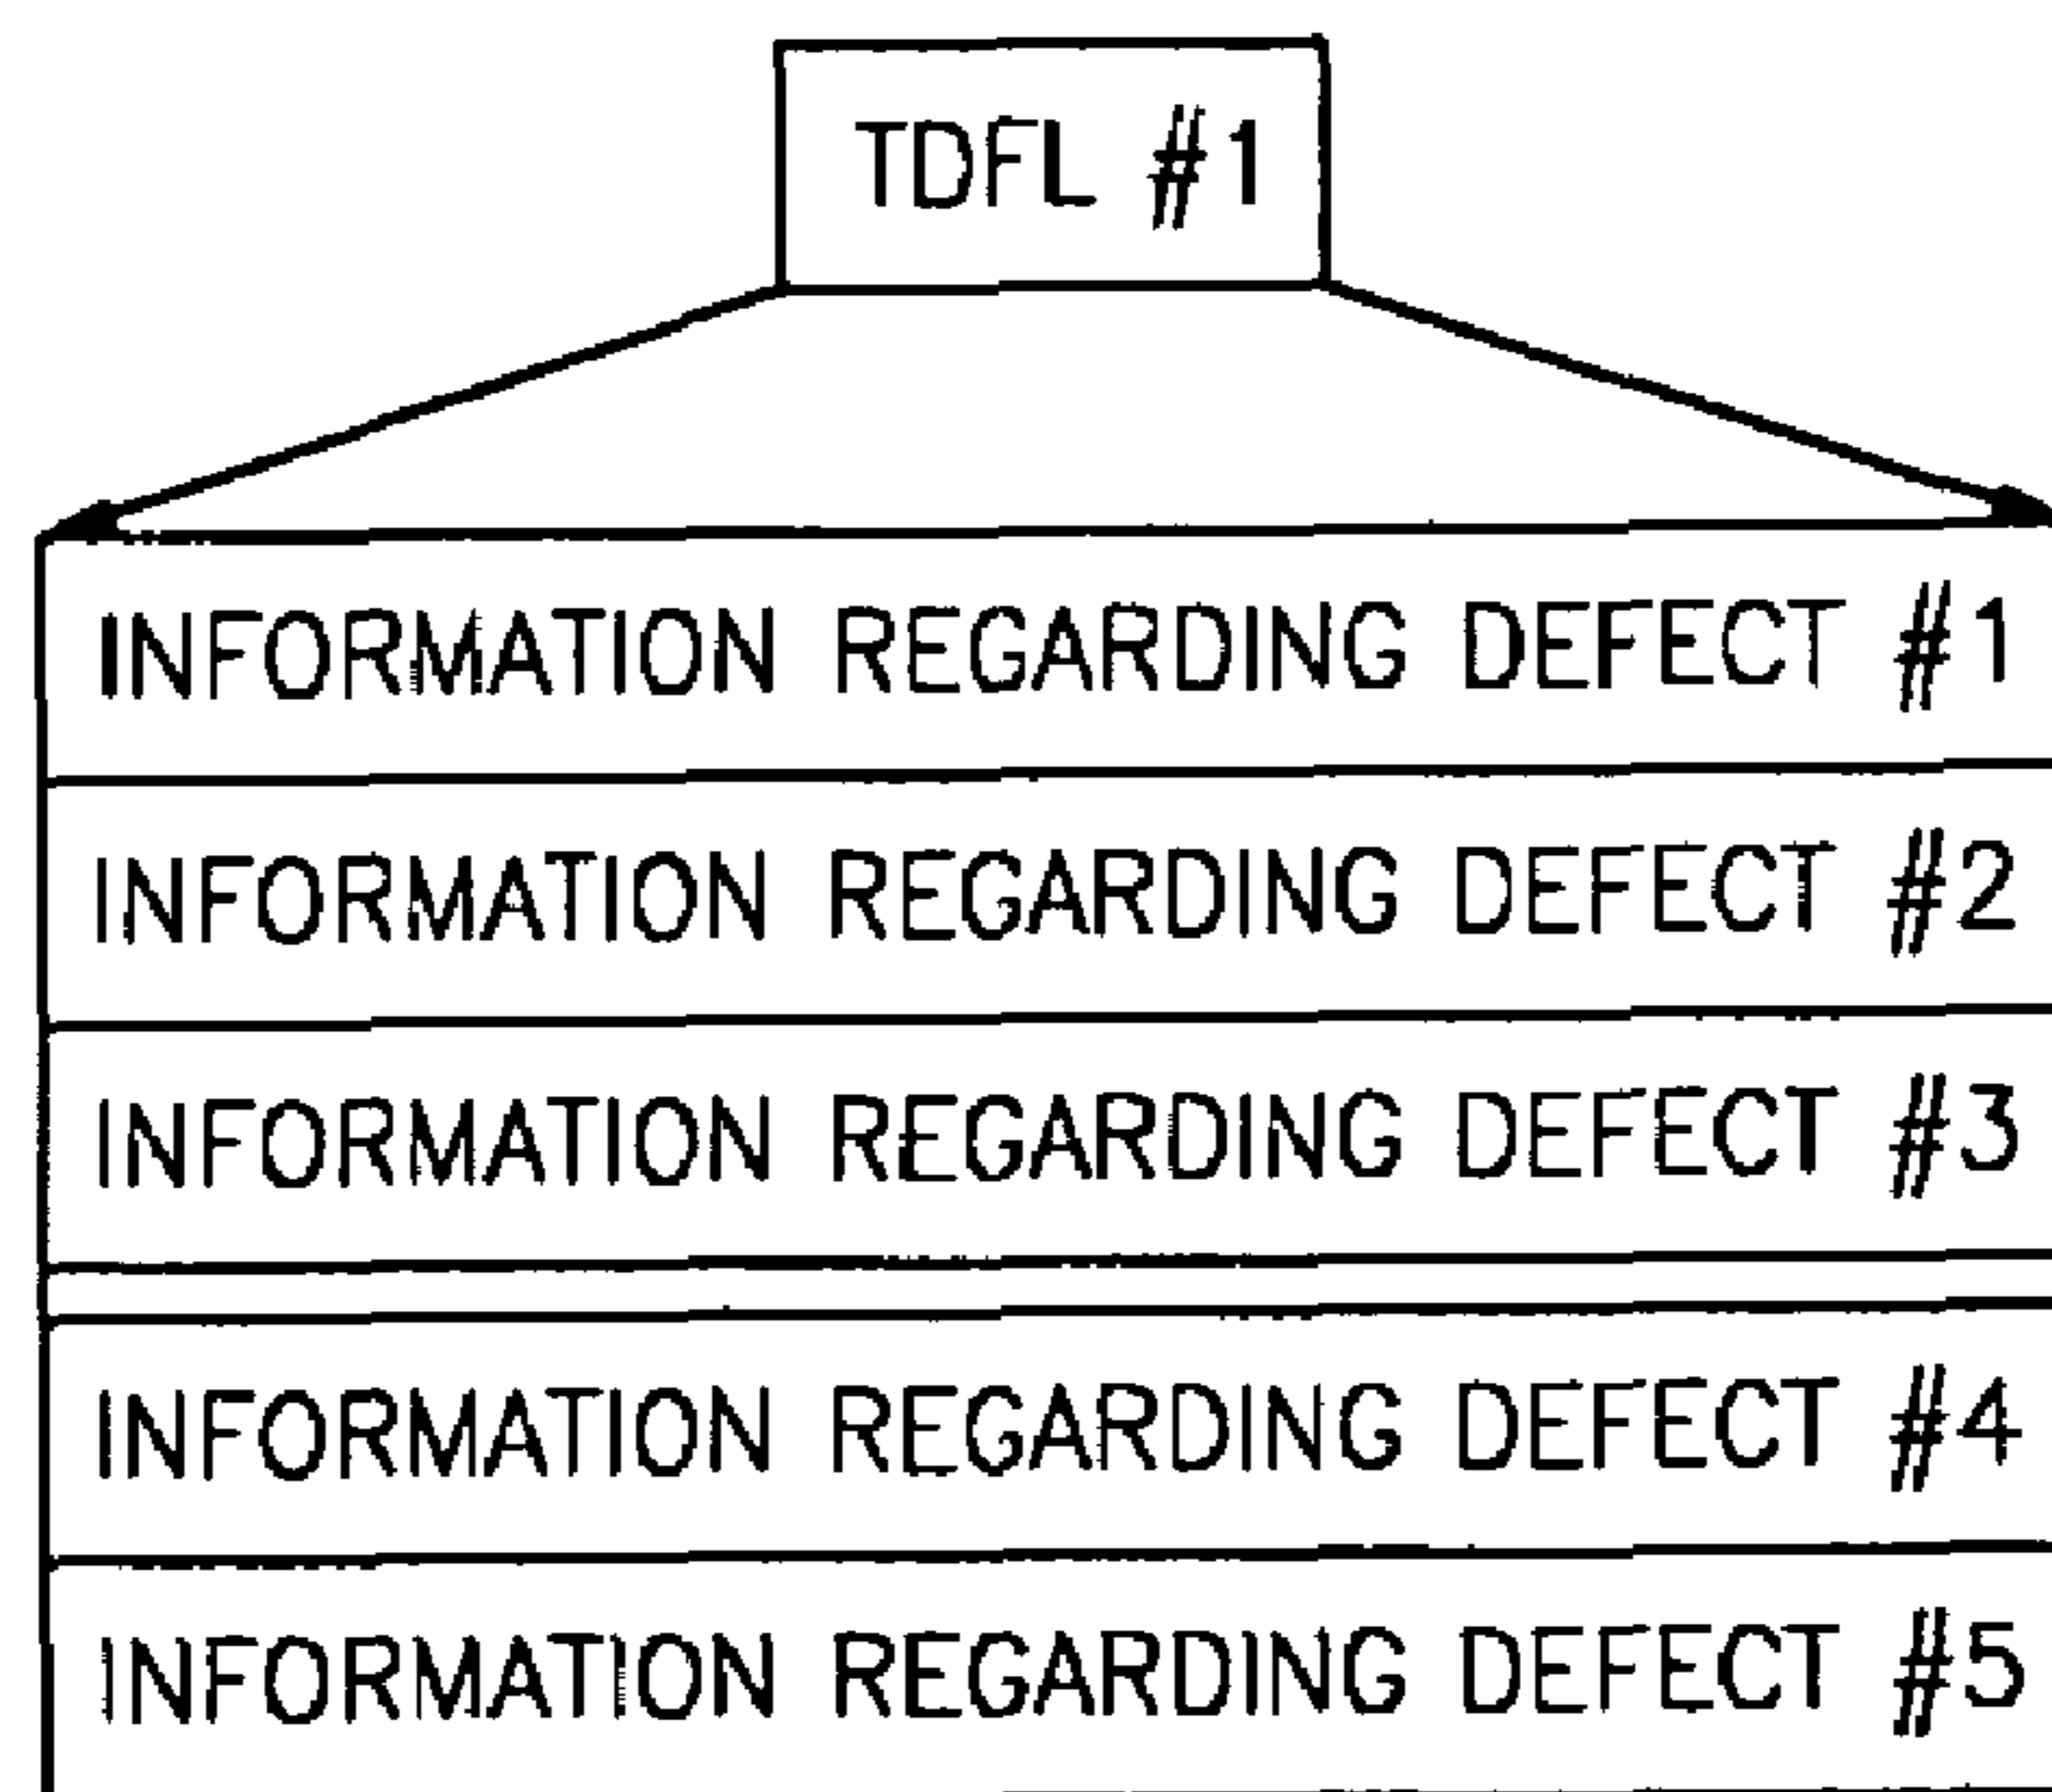 TDFL #1
INFORMATION REGARDING DEFECT #1
INFORMATION REGARDING DEFECT #2
INFORMATION REGARDING DEFECT #3
INFORMATION REGARDING DEFECT #4
INFORMATION REGARDING DEFECT #5